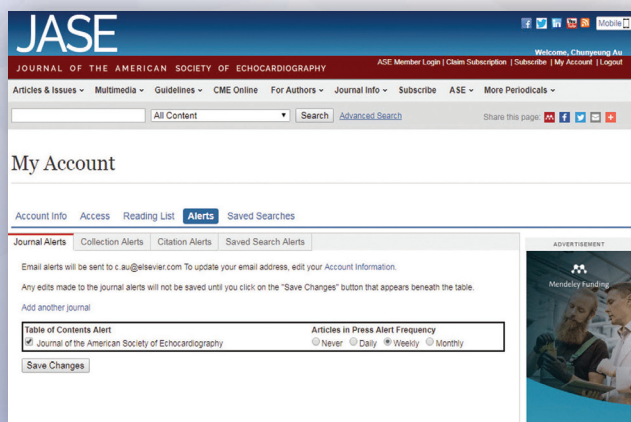 Mobile
JASE
Welcome, Chunyeung Au
JOURNAL OF THE AMERICAN SOCIETY OF ECHOCARDIOGRAPHY
ASE Member Login | Claim Subscription | Subscribe | My Account | Logout
Articles & Issues Multimedia Guidelines CME Online For Authors Journal Info Subscribe ASE More Periodicals
All Content Search Advanced Search Share this page:
My Account
Account Info Access Reading List Alerts Saved Searches
Journal Alerts Collection Alerts Citation Alerts Saved Search Alerts
ADVERTISEMENT
Email alerts will be sent to c.au@elsevier.com To update your email address, edit your Account Information.
Any edits made to the journal alerts will not be saved until you click on the "Save Changes" button that appears beneath the table.
Mendeley Funding
Add another journal
Table of Contents Alert Articles in Press Alert Frequency
Journal of the American Society of Echocardiography Never Daily Weekly Monthly
Save Changes